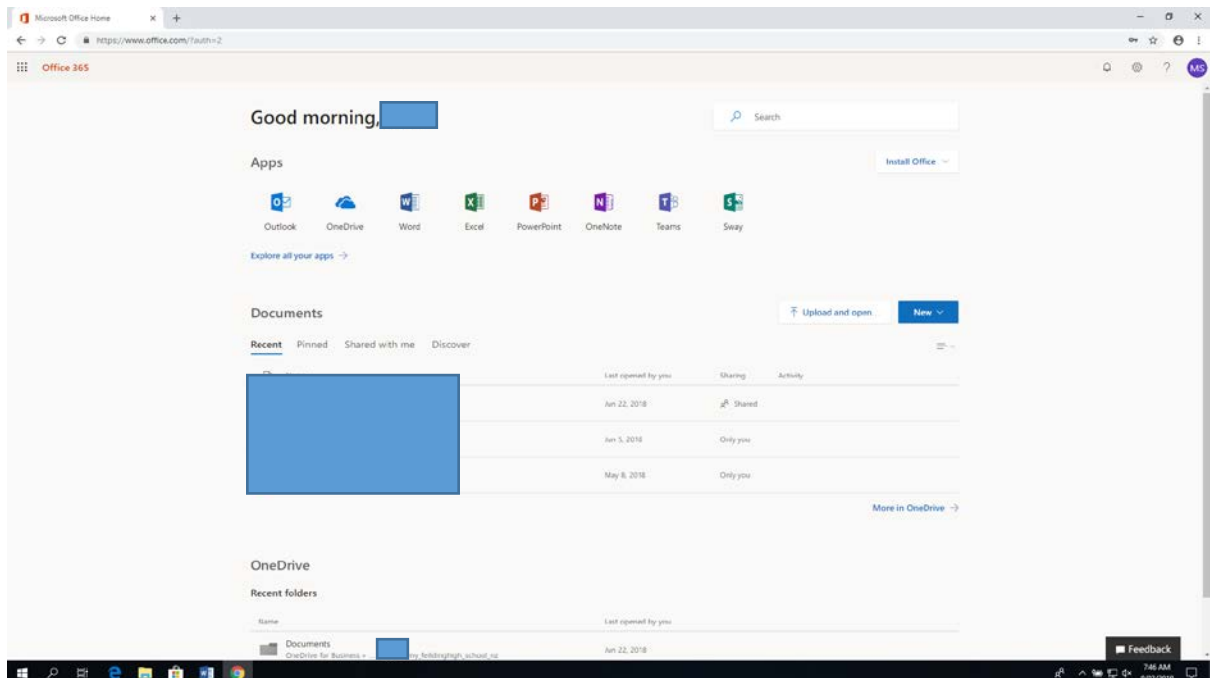 Microsoft Office Home
https://www.office.com/?auth=2
Office 365
MS
Good morning,
Search
Apps
Install Office
Outlook OneDrive Word Excel PowerPoint OneNote Teams Sway
Explore all your apps →
Documents
Upload and open...
New
Recent Pinned Shared with me Discover
Last opened by you Sharing Activity
Jun 22, 2018 Shared
Jun 5, 2018 Only you
May 8, 2018 Only you
More in OneDrive →
OneDrive
Recent folders
Name Last opened by you
Documents
OneDrive for Business » ... my_feildinghigh_school_nz
Jun 22, 2018
Feedback
7:46 AM